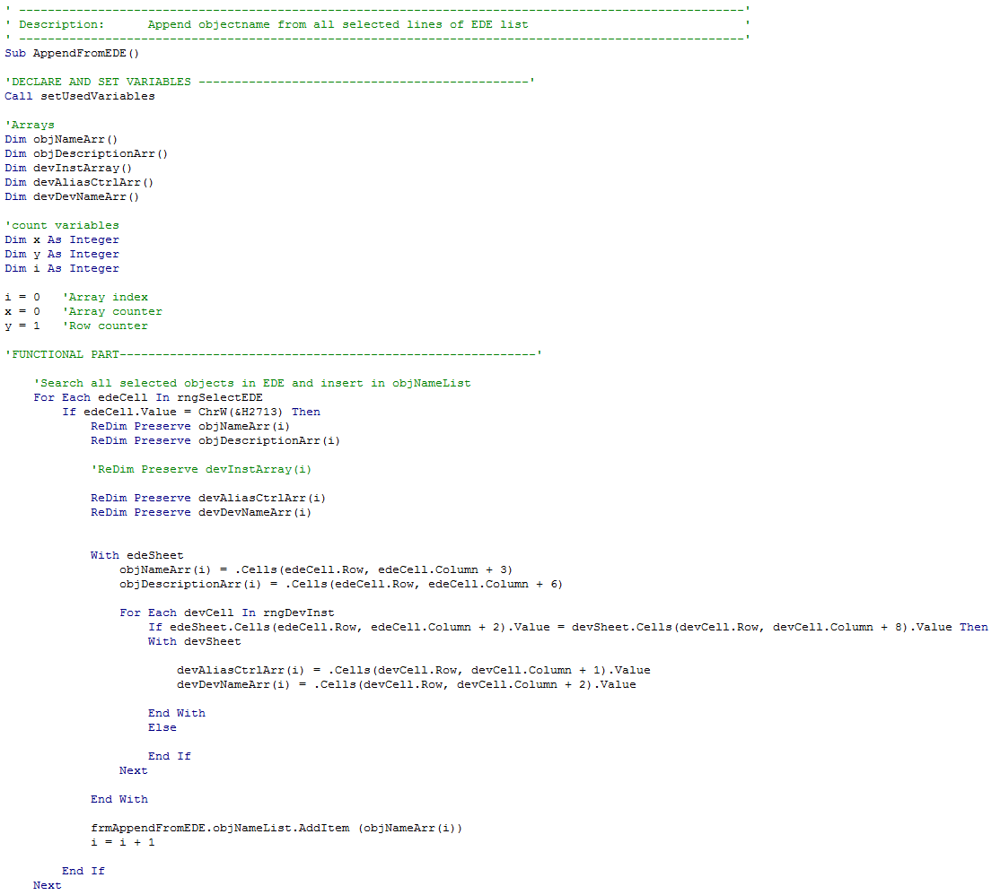 ' -----------------------------------------------------------------------------------------------------'
' Description:      Append objectname from all selected lines of EDE list                              '
' -----------------------------------------------------------------------------------------------------'
Sub AppendFromEDE()

'DECLARE AND SET VARIABLES ----------------------------------------------'
Call setUsedVariables

'Arrays
Dim objNameArr()
Dim objDescriptionArr()
Dim devInstArray()
Dim devAliasCtrlArr()
Dim devDevNameArr()

'count variables
Dim x As Integer
Dim y As Integer
Dim i As Integer

i = 0   'Array index
x = 0   'Array counter
y = 1   'Row counter

'FUNCTIONAL PART----------------------------------------------------------'

    'Search all selected objects in EDE and insert in objNameList
    For Each edeCell In rngSelectEDE
        If edeCell.Value = ChrW(&H2713) Then
            ReDim Preserve objNameArr(i)
            ReDim Preserve objDescriptionArr(i)

            'ReDim Preserve devInstArray(i)

            ReDim Preserve devAliasCtrlArr(i)
            ReDim Preserve devDevNameArr(i)


            With edeSheet
                objNameArr(i) = .Cells(edeCell.Row, edeCell.Column + 3)
                objDescriptionArr(i) = .Cells(edeCell.Row, edeCell.Column + 6)

                For Each devCell In rngDevInst
                    If edeSheet.Cells(edeCell.Row, edeCell.Column + 2).Value = devSheet.Cells(devCell.Row, devCell.Column + 8).Value Then
                    With devSheet

                        devAliasCtrlArr(i) = .Cells(devCell.Row, devCell.Column + 1).Value
                        devDevNameArr(i) = .Cells(devCell.Row, devCell.Column + 2).Value

                    End With
                    Else

                    End If
                Next

            End With

            frmAppendFromEDE.objNameList.AddItem (objNameArr(i))
            i = i + 1

        End If
    Next